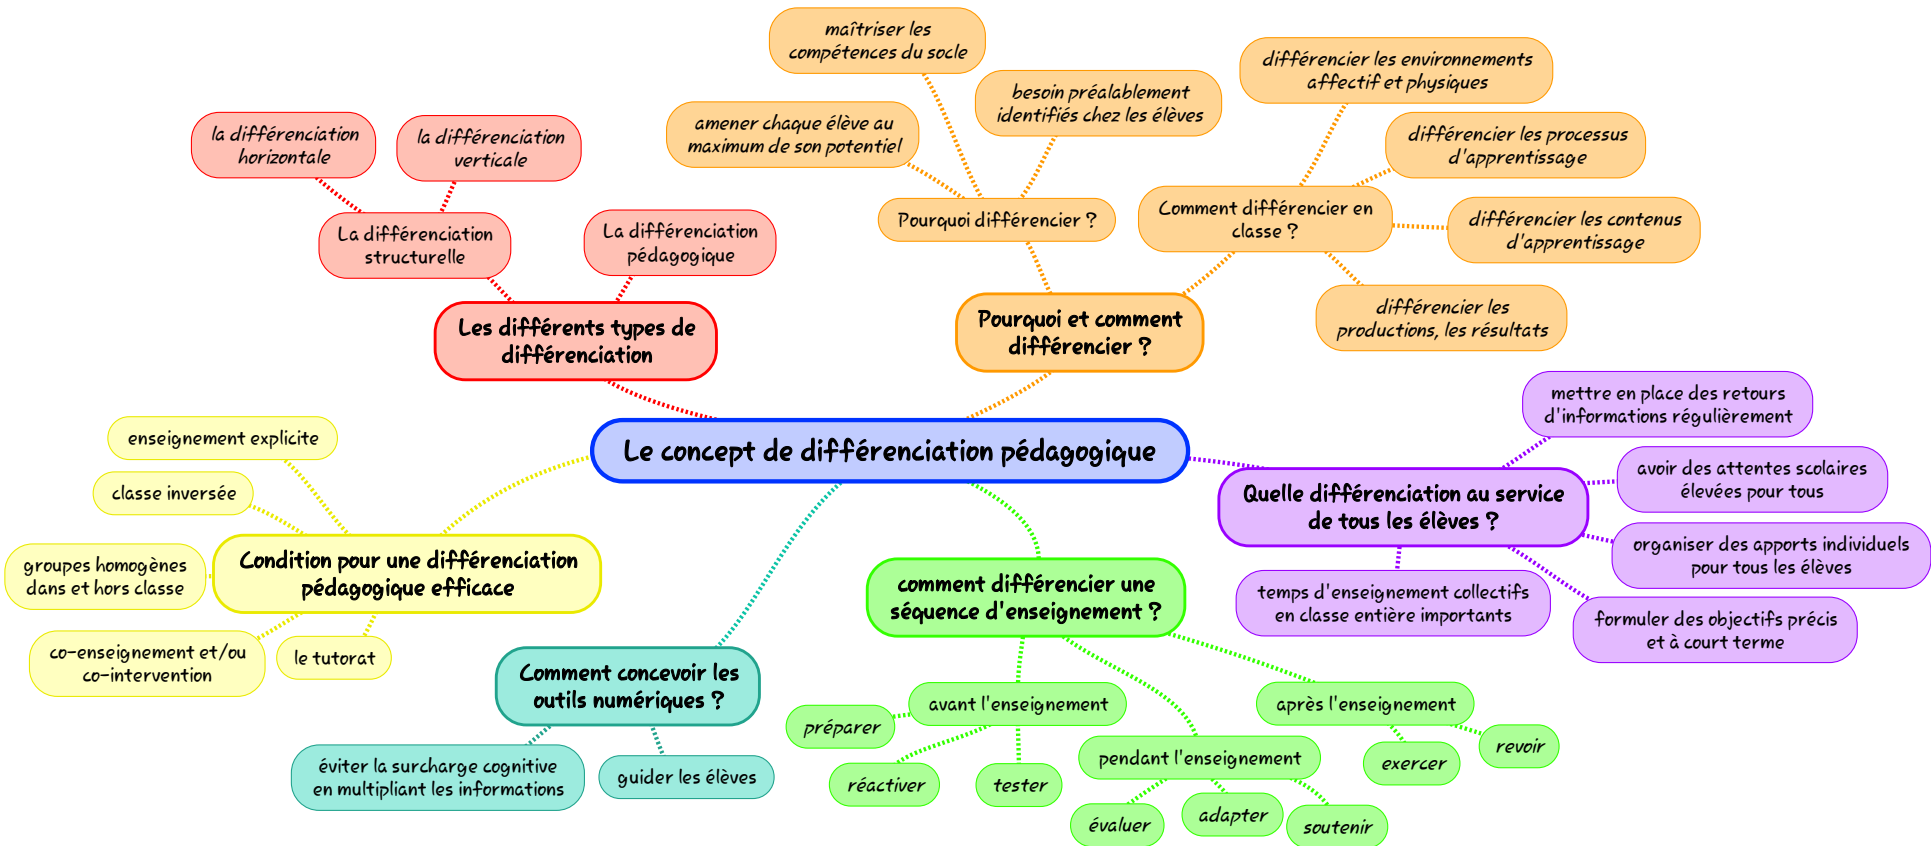 maîtriser les
compétences du socle
différencier les environnements
affectif et physiques
besoin préalablement
identifiés chez les élèves
amener chaque élève au
maximum de son potentiel
la différenciation
horizontale
la différenciation
verticale
différencier les processus
d'apprentissage
Pourquoi différencier ?
Comment différencier en
classe ?
différencier les contenus
d'apprentissage
La différenciation
structurelle
La différenciation
pédagogique
différencier les
productions, les résultats
Les différents types de
différenciation
Pourquoi et comment
différencier ?
mettre en place des retours
d'informations régulièrement
enseignement explicite
Le concept de différenciation pédagogique
avoir des attentes scolaires
élevées pour tous
classe inversée
Quelle différenciation au service
de tous les élèves ?
organiser des apports individuels
pour tous les élèves
groupes homogènes
dans et hors classe
Condition pour une différenciation
pédagogique efficace
comment différencier une
séquence d'enseignement ?
temps d'enseignement collectifs
en classe entière importants
formuler des objectifs précis
et à court terme
co-enseignement et/ou
co-intervention
le tutorat
Comment concevoir les
outils numériques ?
avant l'enseignement
après l'enseignement
préparer
revoir
pendant l'enseignement
exercer
éviter la surcharge cognitive
en multipliant les informations
guider les élèves
réactiver
tester
évaluer
adapter
soutenir